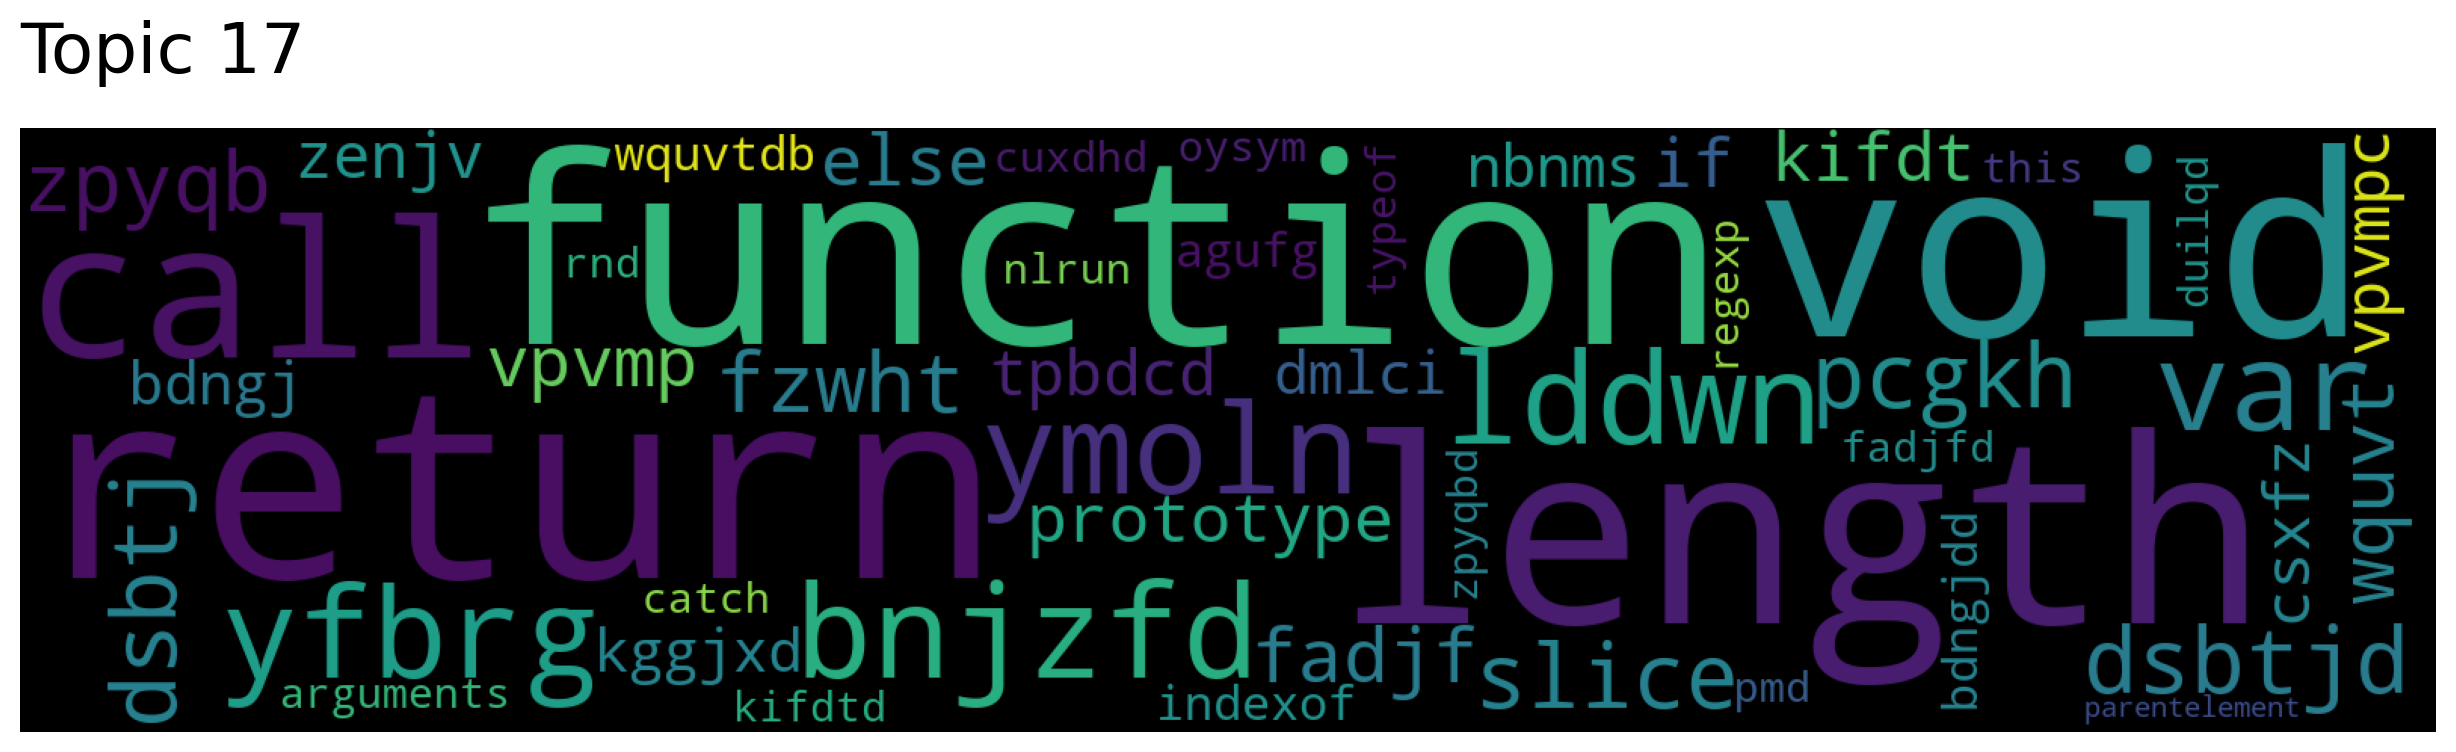 Topic 17
zpyqb
zenjv
wquvtdb
else
cuxdhd
oysym
typeof
nbnms
if
kifdt
this
duilqd
vpvmpc
call
function
void
rnd
nlrun
agufg
regexp
bdngj
vpvmp
fzwht
tpbdcd
dmlci
lddwn
pcgkh
var
return
ymoln
length
fadjfd
wquvt
dsbtj
prototype
zpyqbd
bdngjdd
csxfz
yfbrg
catch
bnjzfd
kggjxd
fadjf
slice
pmd
dsbtjd
arguments
kifdtd
indexof
parentelement